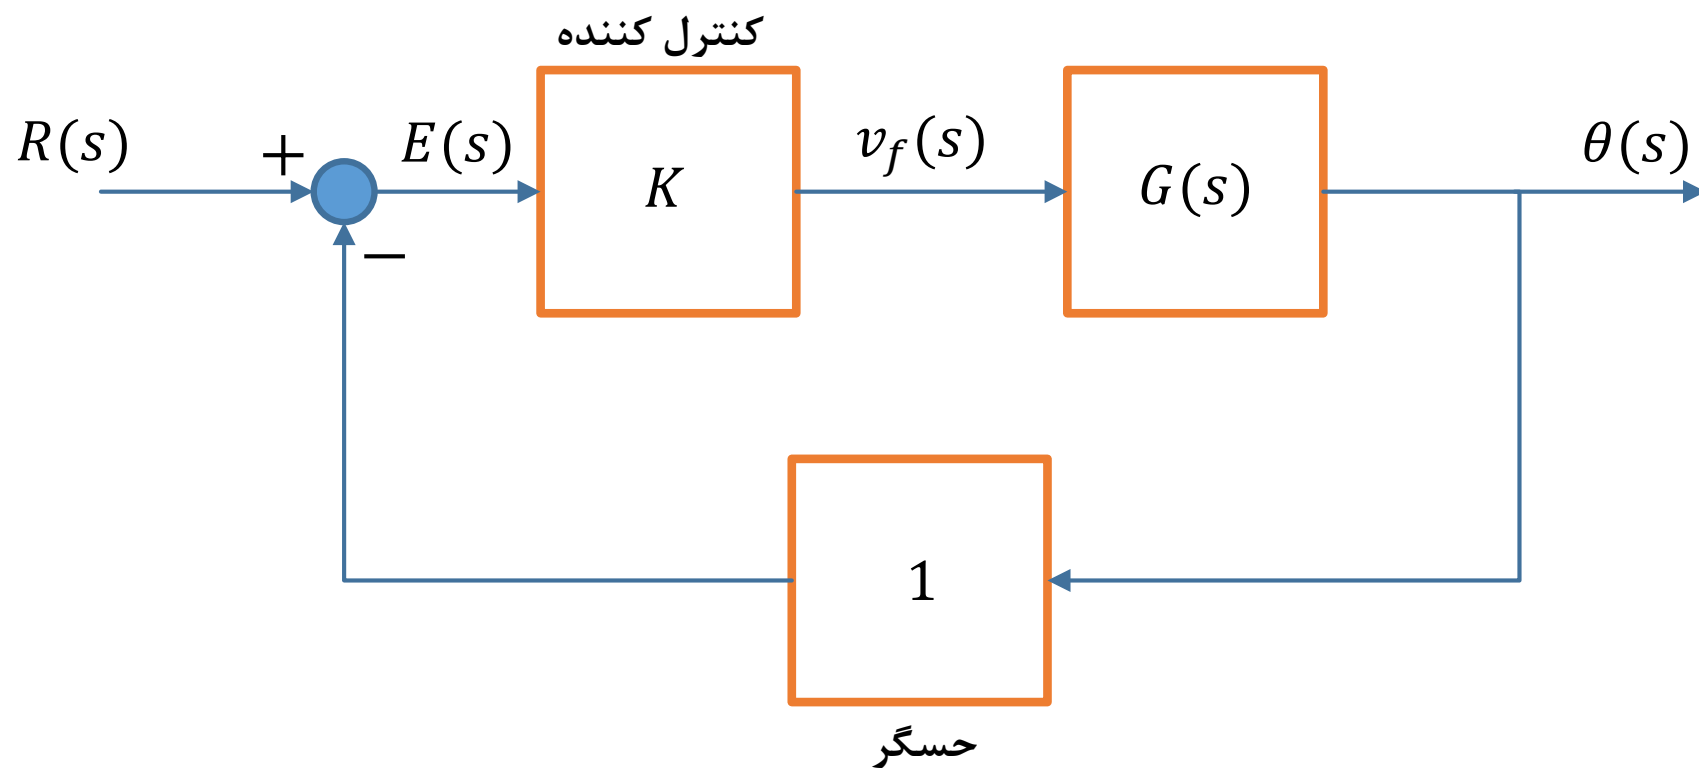 کنترل کننده
R(s)
+
E(s)
K
v_f(s)
G(s)
θ(s)
−
1
حسگر